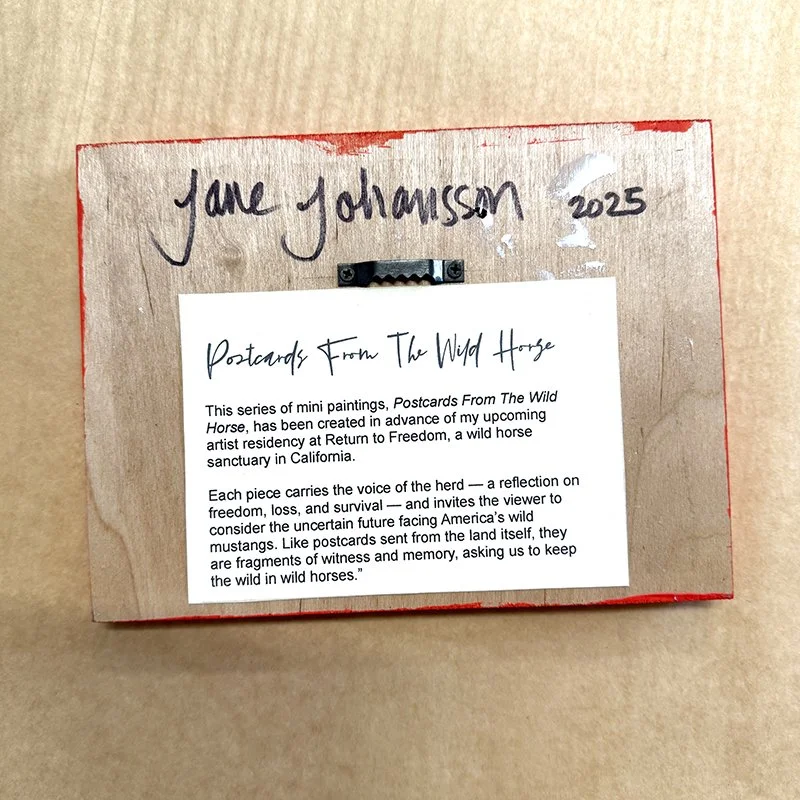 Jane Johansson 2025
Postcards From The Wild Horse
This series of mini paintings, Postcards From The Wild
Horse, has been created in advance of my upcoming
artist residency at Return to Freedom, a wild horse
sanctuary in California.
Each piece carries the voice of the herd — a reflection on
freedom, loss, and survival — and invites the viewer to
consider the uncertain future facing America’s wild
mustangs. Like postcards sent from the land itself, they
are fragments of witness and memory, asking us to keep
the wild in wild horses.”